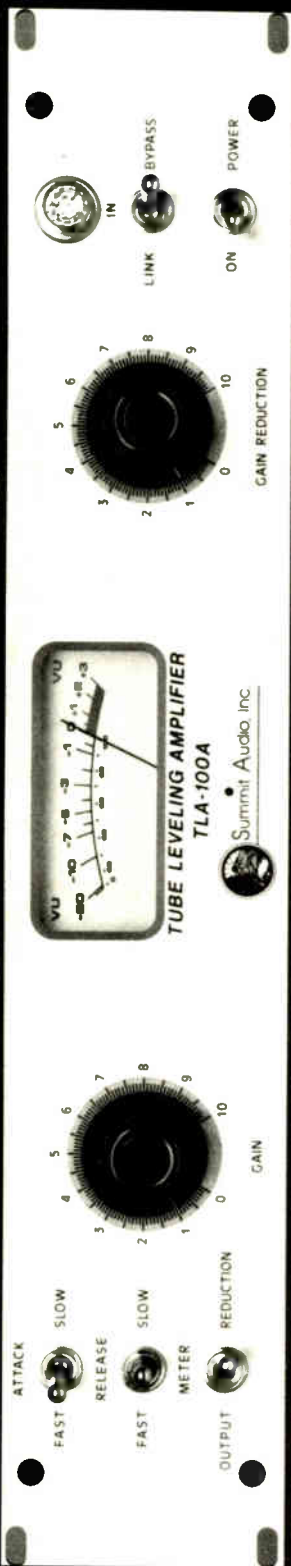 ATTACK
FAST SLOW
RELEASE
FAST SLOW
METER
OUTPUT REDUCTION
0 1 2 3 4 5 6 7 8 9 10
GAIN
VU VU
-20 -10 -7 -5 -3 -1 0 +1 +2 +3
TUBE LEVELING AMPLIFIER
TLA-100A
Summit Audio, Inc.
0 1 2 3 4 5 6 7 8 9 10
GAIN REDUCTION
IN
LINK BYPASS
ON POWER